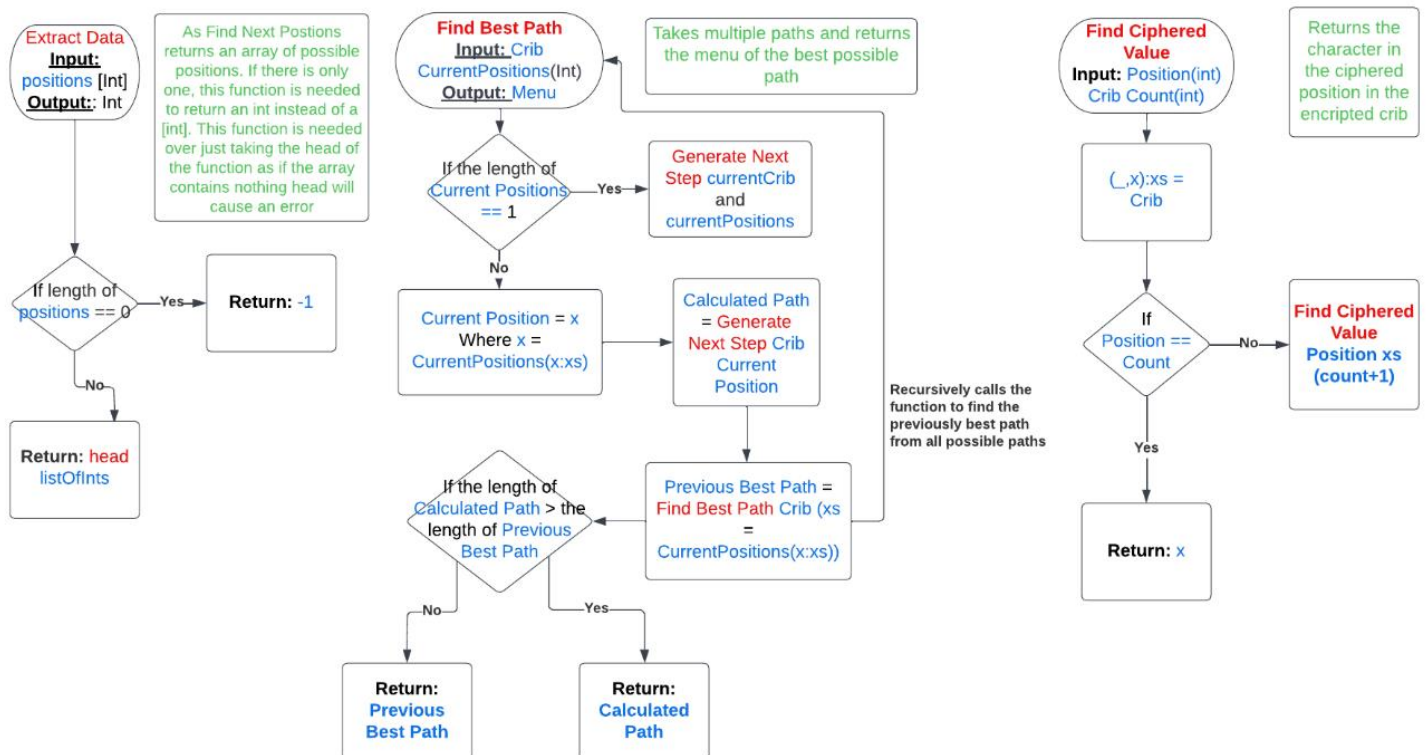 Extract Data
Input:
positions [Int]
Output:: Int
As Find Next Postions
returns an array of possible
positions. If there is only
one, this function is needed
to return an int instead of a
[int]. This function is needed
over just taking the head of
the function as if the array
contains nothing head will
cause an error
If length of
positions == 0
Yes
Return: -1
No
Return: head
listOfInts
Find Best Path
Input: Crib
CurrentPositions(Int)
Output: Menu
Takes multiple paths and returns
the menu of the best possible
path
If the length of
Current Positions
== 1
Yes
Generate Next
Step currentCrib
and
currentPositions
No
Current Position = x
Where x =
CurrentPositions(x:xs)
Calculated Path
= Generate
Next Step Crib
Current
Position
Recursively calls the
function to find the
previously best path
from all possible paths
Previous Best Path =
Find Best Path Crib (xs
=
CurrentPositions(x:xs))
If the length of
Calculated Path > the
length of Previous
Best Path
No
Yes
Return:
Previous
Best Path
Return:
Calculated
Path
Find Ciphered
Value
Input: Position(int)
Crib Count(int)
Returns the
character in
the ciphered
position in the
encripted crib
(_,x):xs =
Crib
If
Position ==
Count
No
Find Ciphered
Value
Position xs
(count+1)
Yes
Return: x